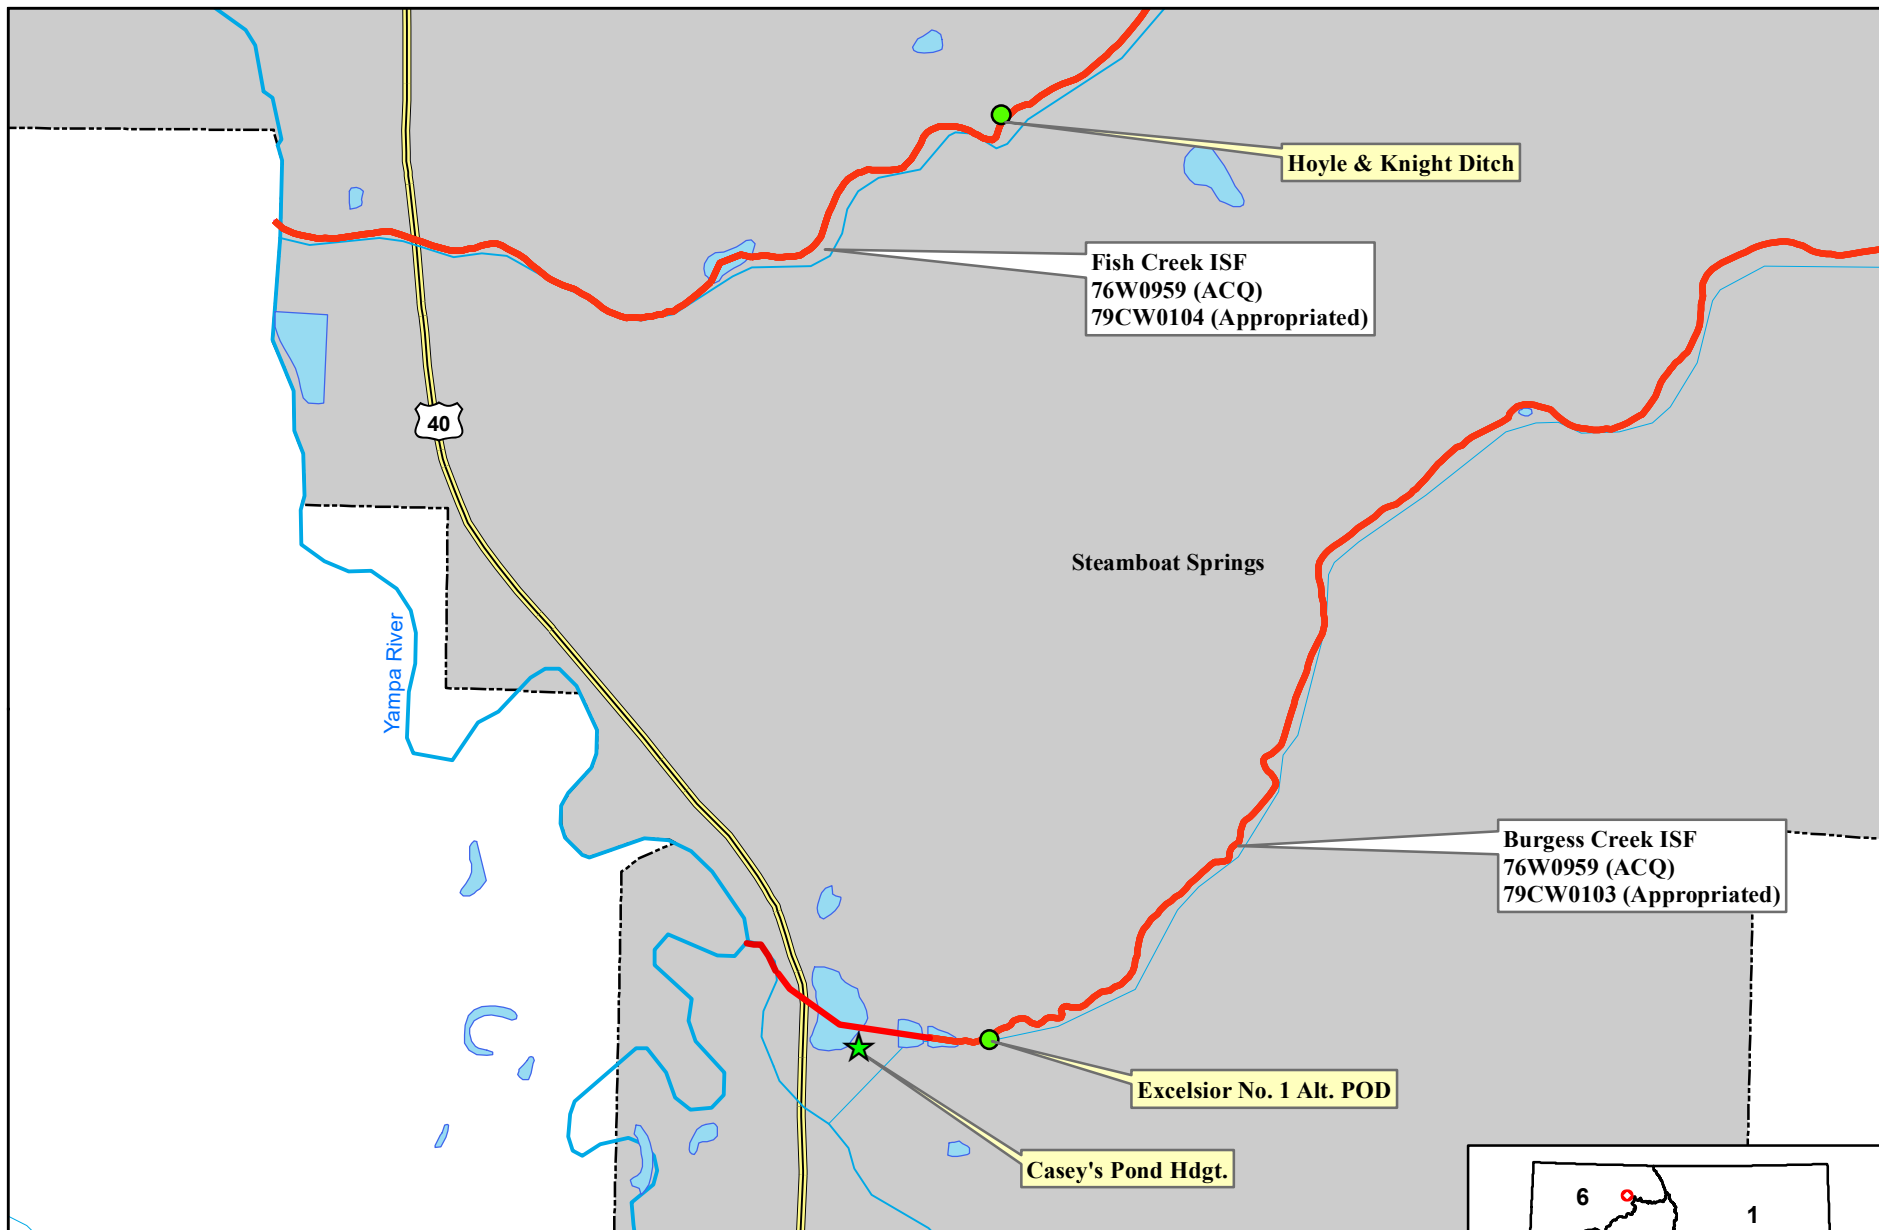 Hoyle & Knight Ditch
Fish Creek ISF
76W0959 (ACQ)
79CW0104 (Appropriated)
40
Steamboat Springs
Yampa River
Burgess Creek ISF
76W0959 (ACQ)
79CW0103 (Appropriated)
Excelsior No. 1 Alt. POD
Casey's Pond Hdgt.
6
1